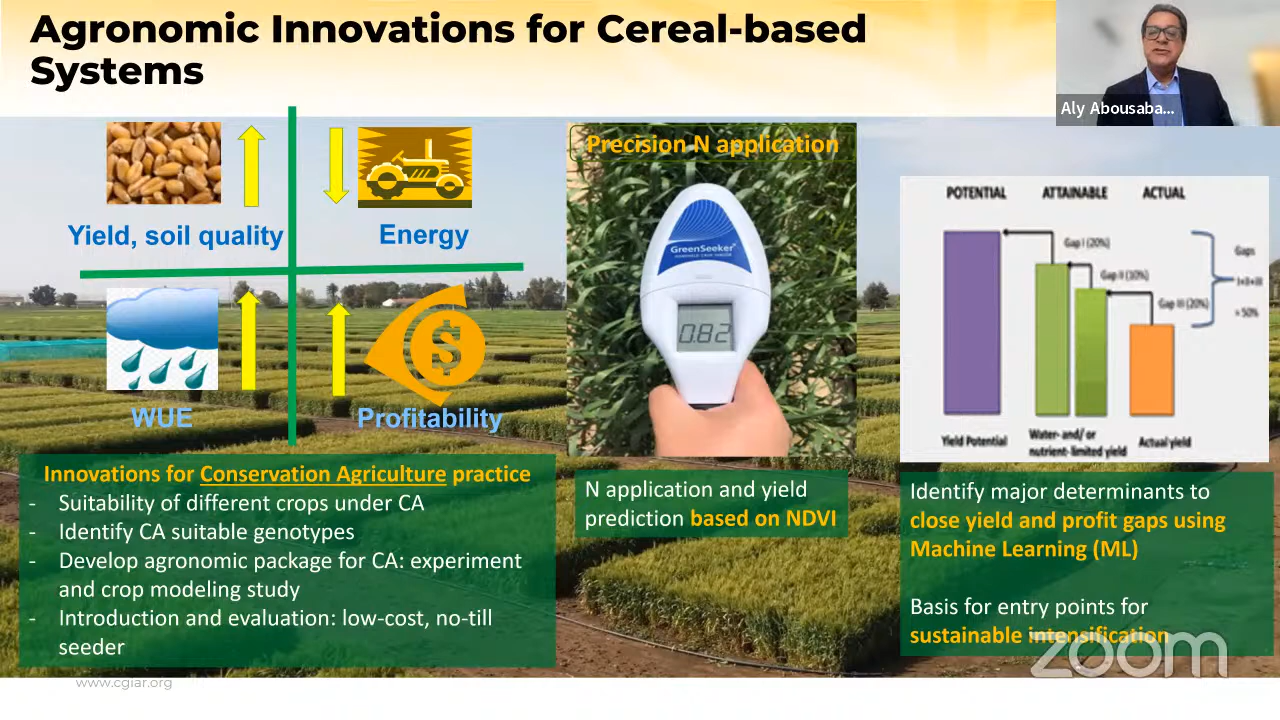 Agronomic Innovations for Cereal-based
Systems
Aly Abousaba...
Yield, soil quality
Energy
WUE
Profitability
Innovations for Conservation Agriculture practice
- Suitability of different crops under CA
- Identify CA suitable genotypes
- Develop agronomic package for CA: experiment
and crop modeling study
- Introduction and evaluation: low-cost, no-till
seeder
Precision N application
GreenSeeker
0.82
N application and yield
prediction based on NDVI
POTENTIAL
ATTAINABLE
ACTUAL
Gap I (20%)
Gap II (10%)
Gap III (20%)
Gaps
I+II+III
Yield Potential
Water- and/ or
nutrient-limited yield
Actual yield
Identify major determinants to
close yield and profit gaps using
Machine Learning (ML)
Basis for entry points for
sustainable intensification
zoom
www.cgiar.org